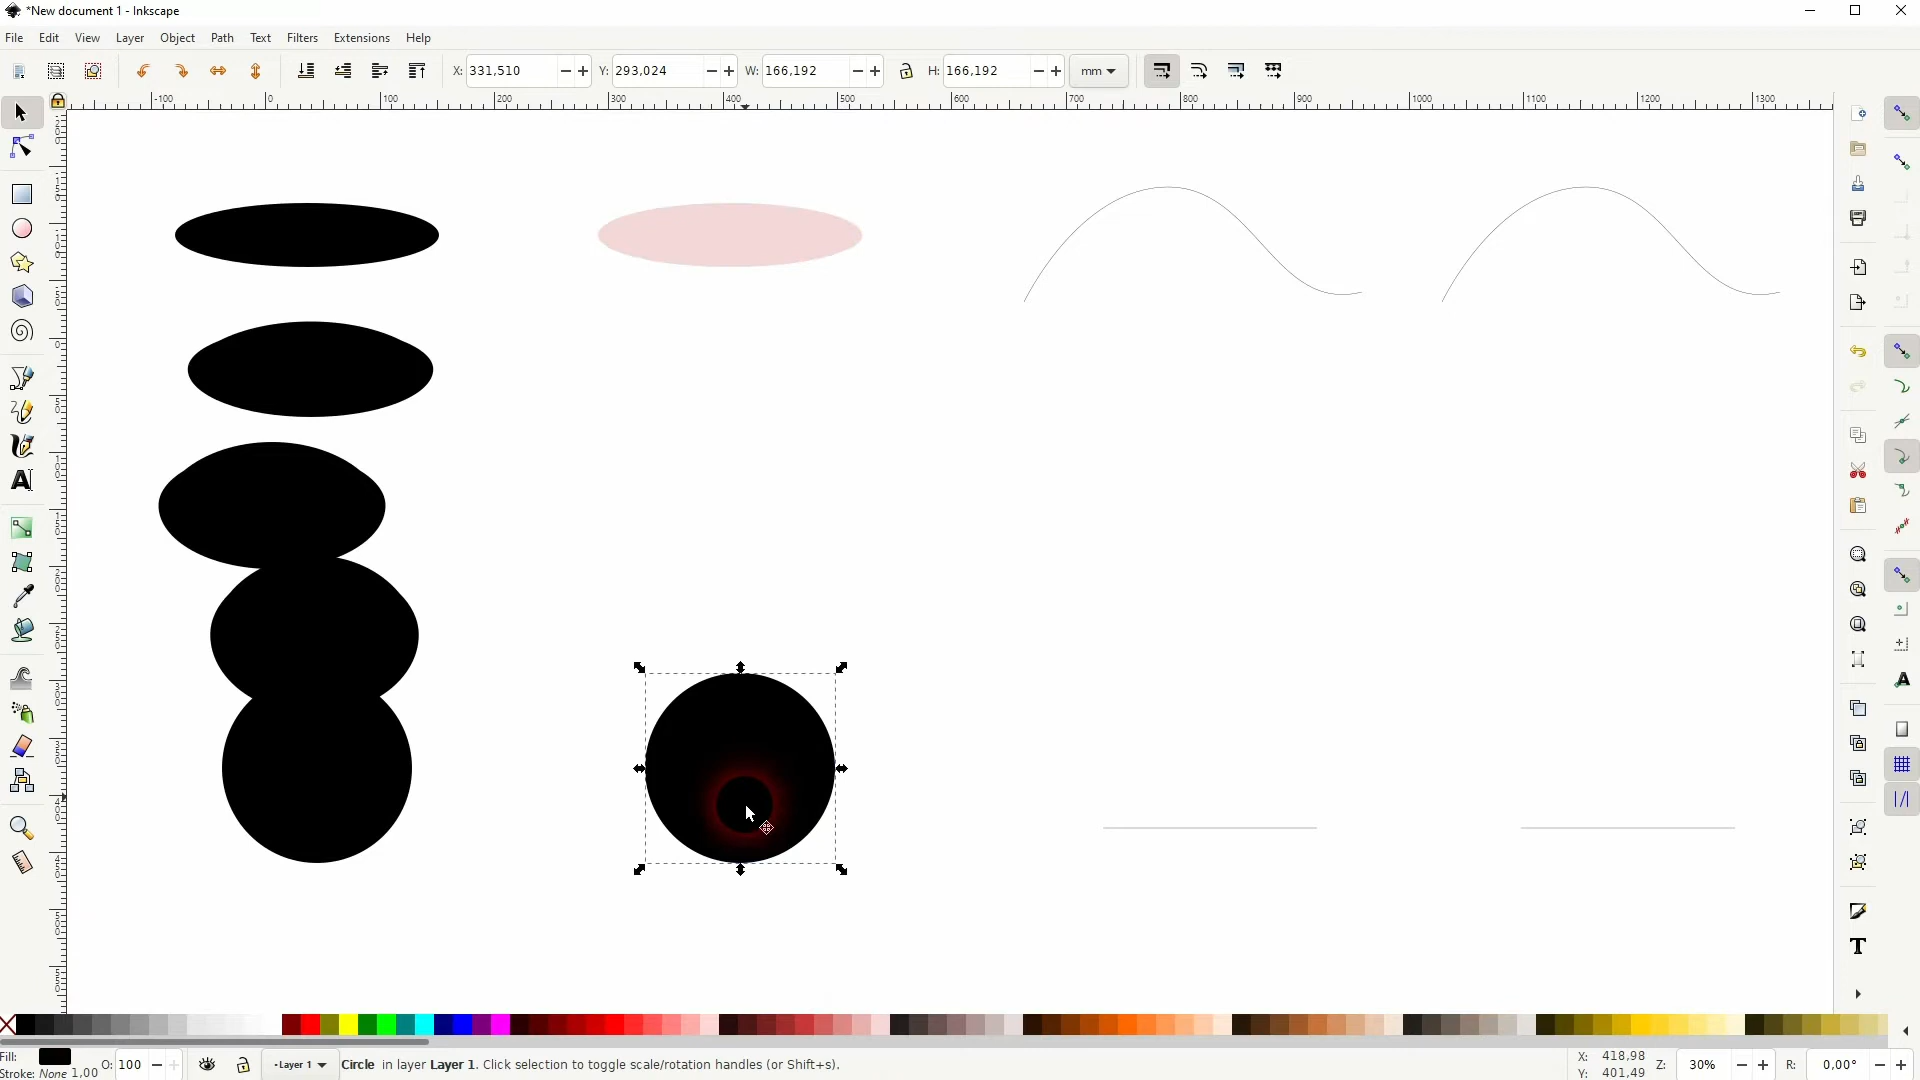 *New document 1 - Inkscape
File Edit View Layer Object Path Text Filters Extensions Help
X: 331,510 Y: 293,024 W: 166,192 H: 166,192 mm
-100 0 100 200 300 400 500 600 700 800 900 1000 1100 1200 1300
Fill: O: 100 Layer 1 Circle in layer Layer 1. Click selection to toggle scale/rotation handles (or Shift+s). X: 418,98 Z: 30% R: 0,00°
Stroke: None 1,00 Y: 401,49